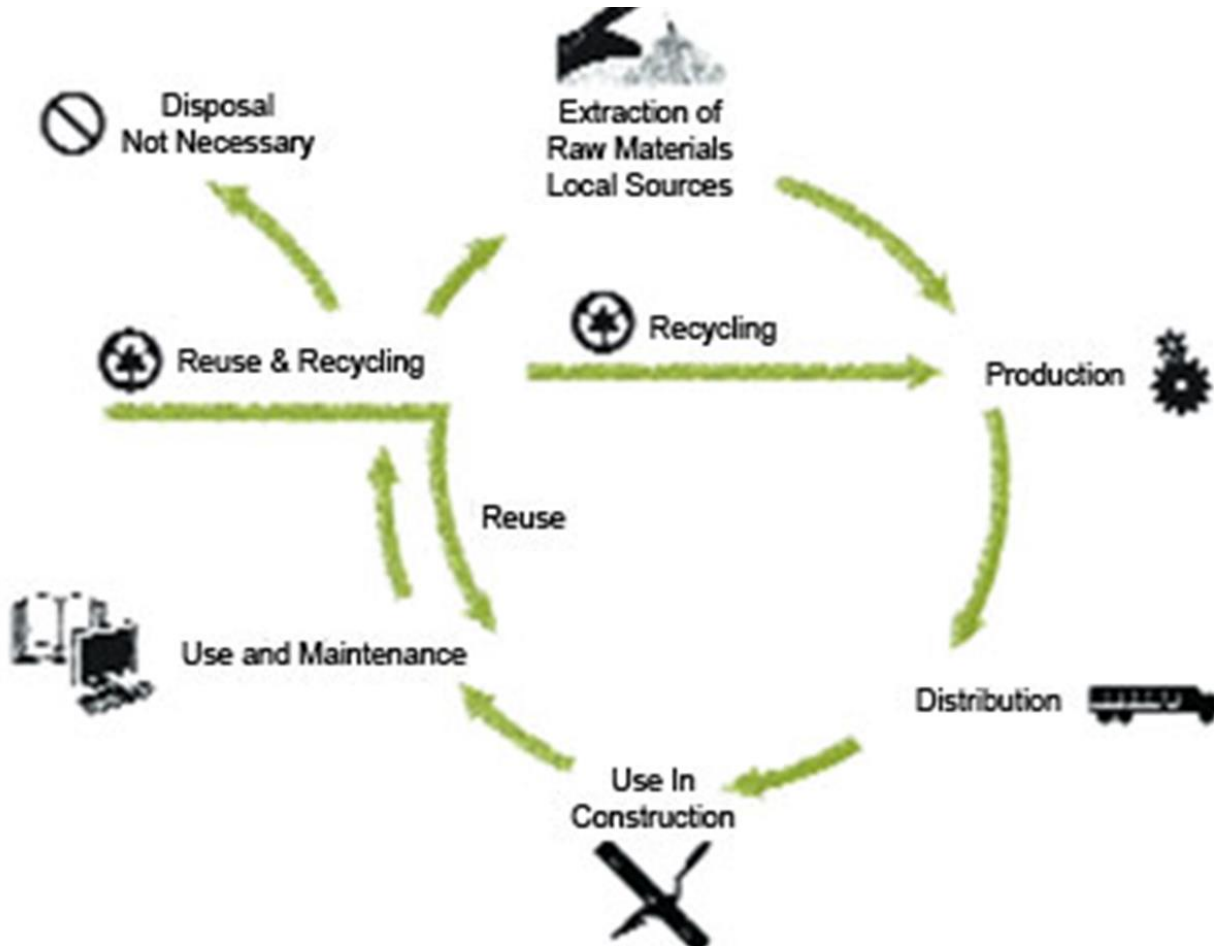 Disposal
Not Necessary
Extraction of
Raw Materials
Local Sources
Reuse & Recycling
Recycling
Production
Reuse
Use and Maintenance
Distribution
Use In
Construction